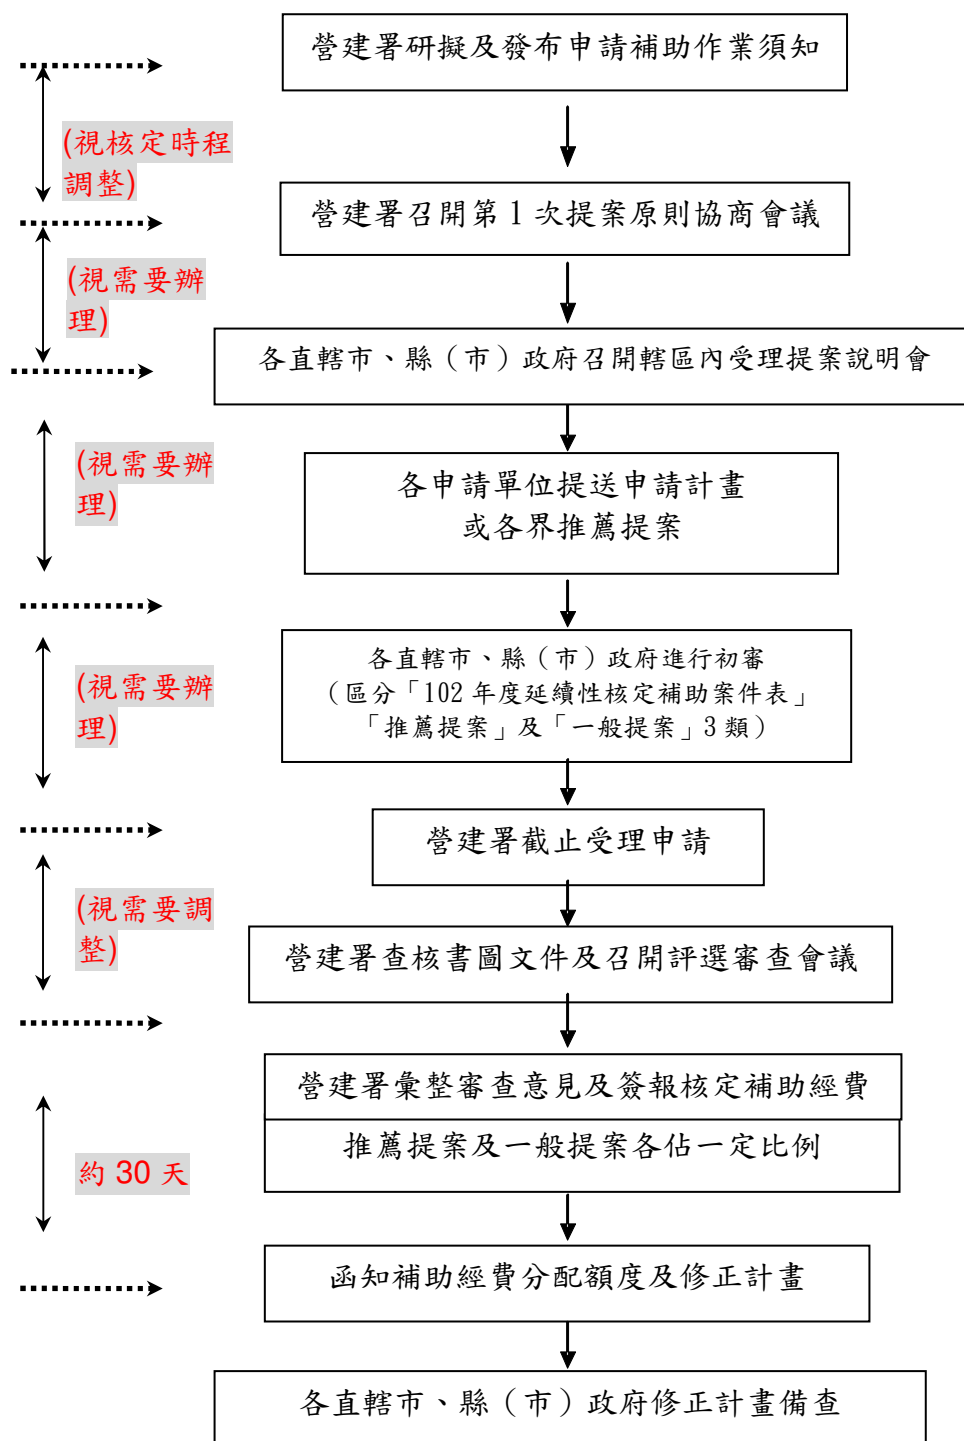 營建署研擬及發布申請補助作業須知
(視核定時程
調整)
營建署召開第 1 次提案原則協商會議
(視需要辦
理)
各直轄市、縣（市）政府召開轄區內受理提案說明會
(視需要辦
理)
各申請單位提送申請計畫
或各界推薦提案
各直轄市、縣（市）政府進行初審
（區分「102 年度延續性核定補助案件表」
「推薦提案」及「一般提案」3 類）
(視需要辦
理)
營建署截止受理申請
(視需要調
整)
營建署查核書圖文件及召開評選審查會議
營建署彙整審查意見及簽報核定補助經費
推薦提案及一般提案各佔一定比例
約 30 天
函知補助經費分配額度及修正計畫
各直轄市、縣（市）政府修正計畫備查